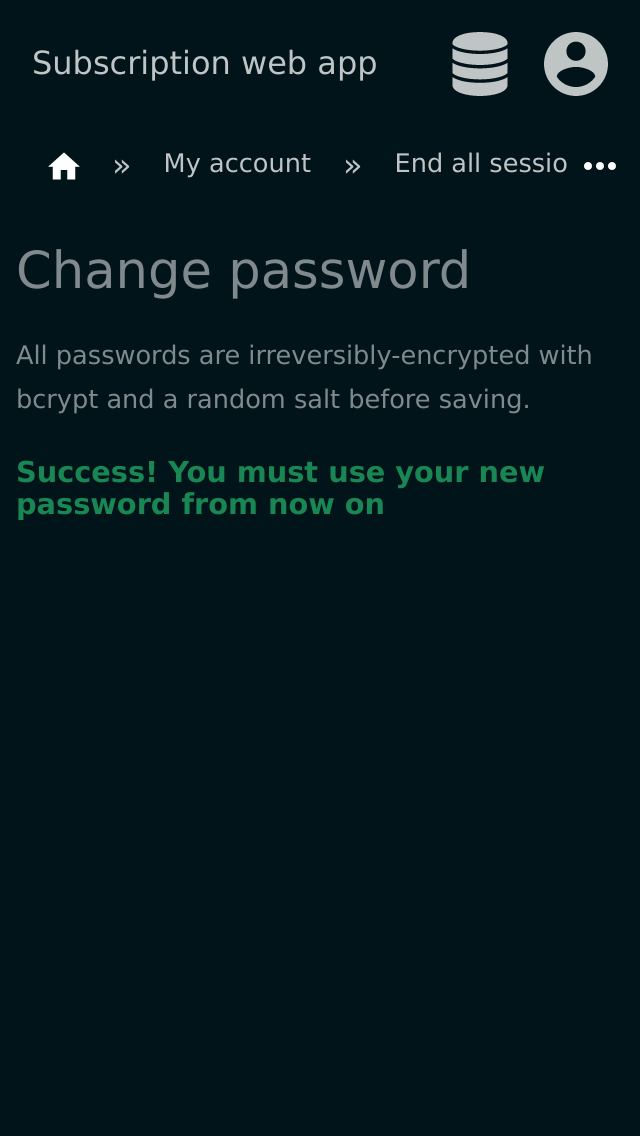 Subscription web app
» My account » End all sessio
Change password
All passwords are irreversibly-encrypted with
bcrypt and a random salt before saving.
Success! You must use your new
password from now on